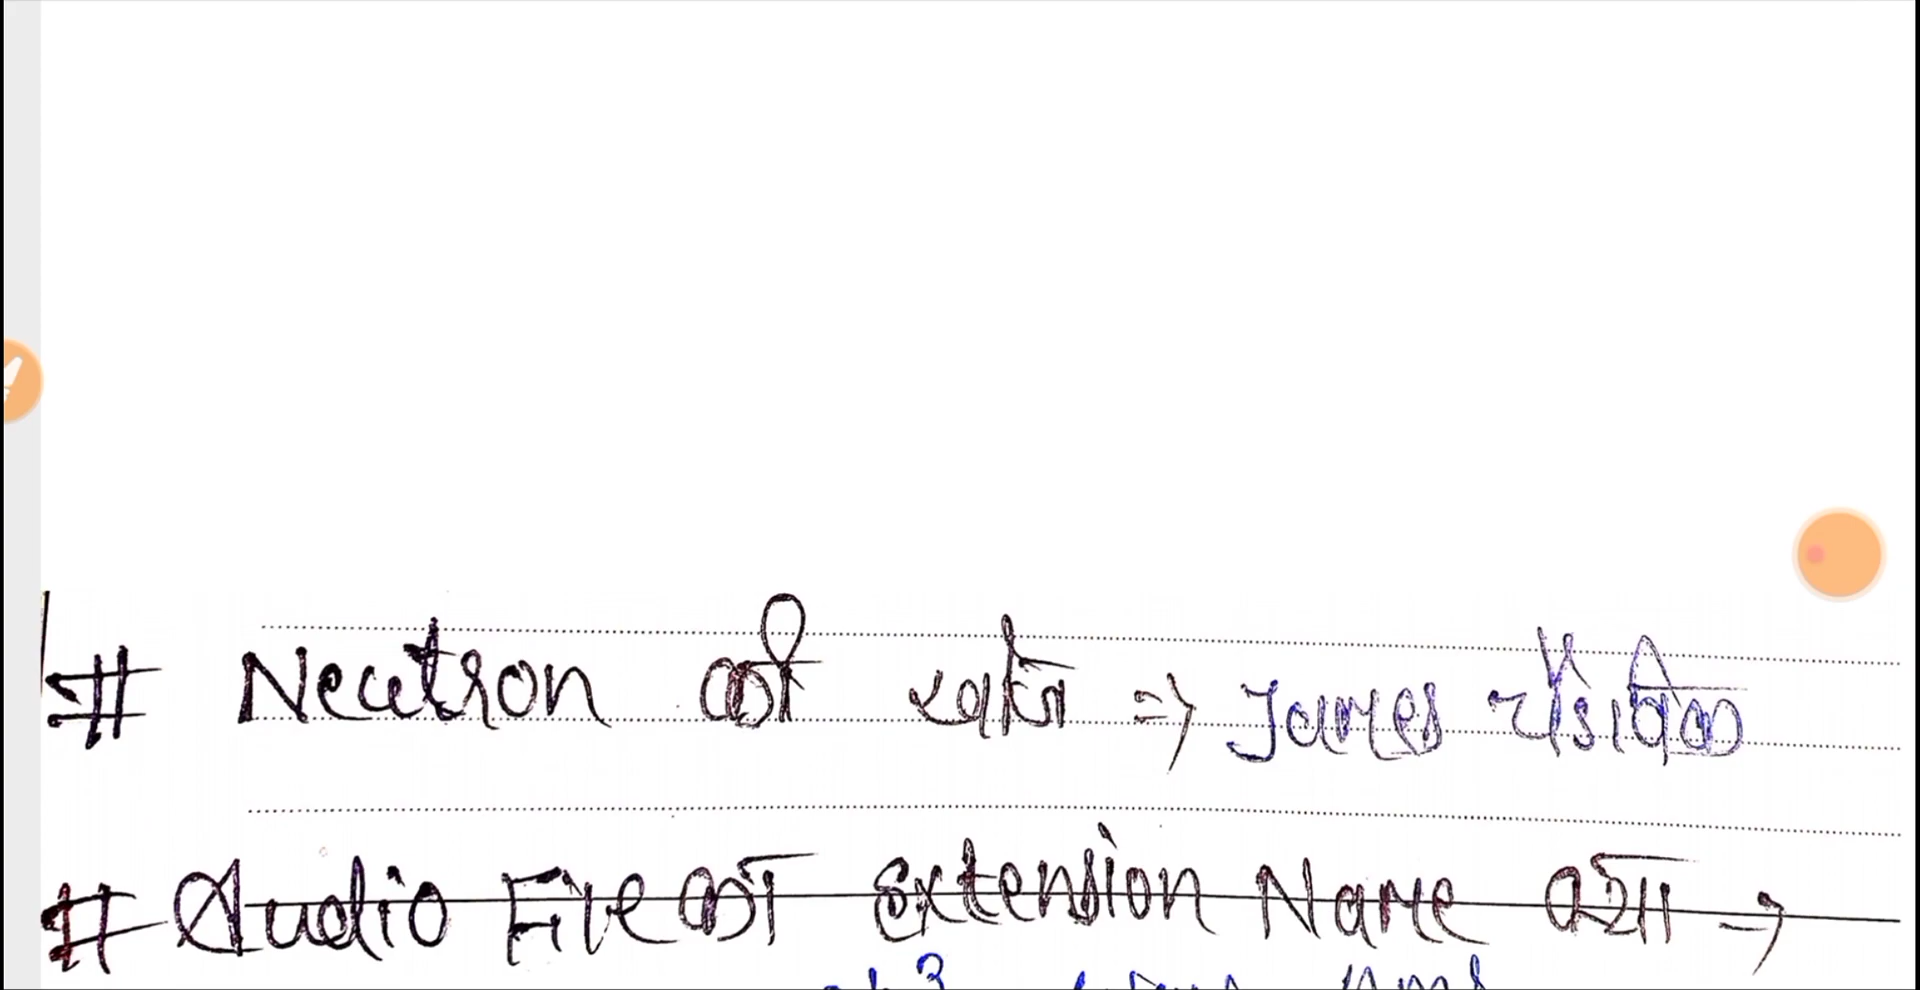 # Neutron की खोज => James चैडविक
# Audio File का extension Name क्या →